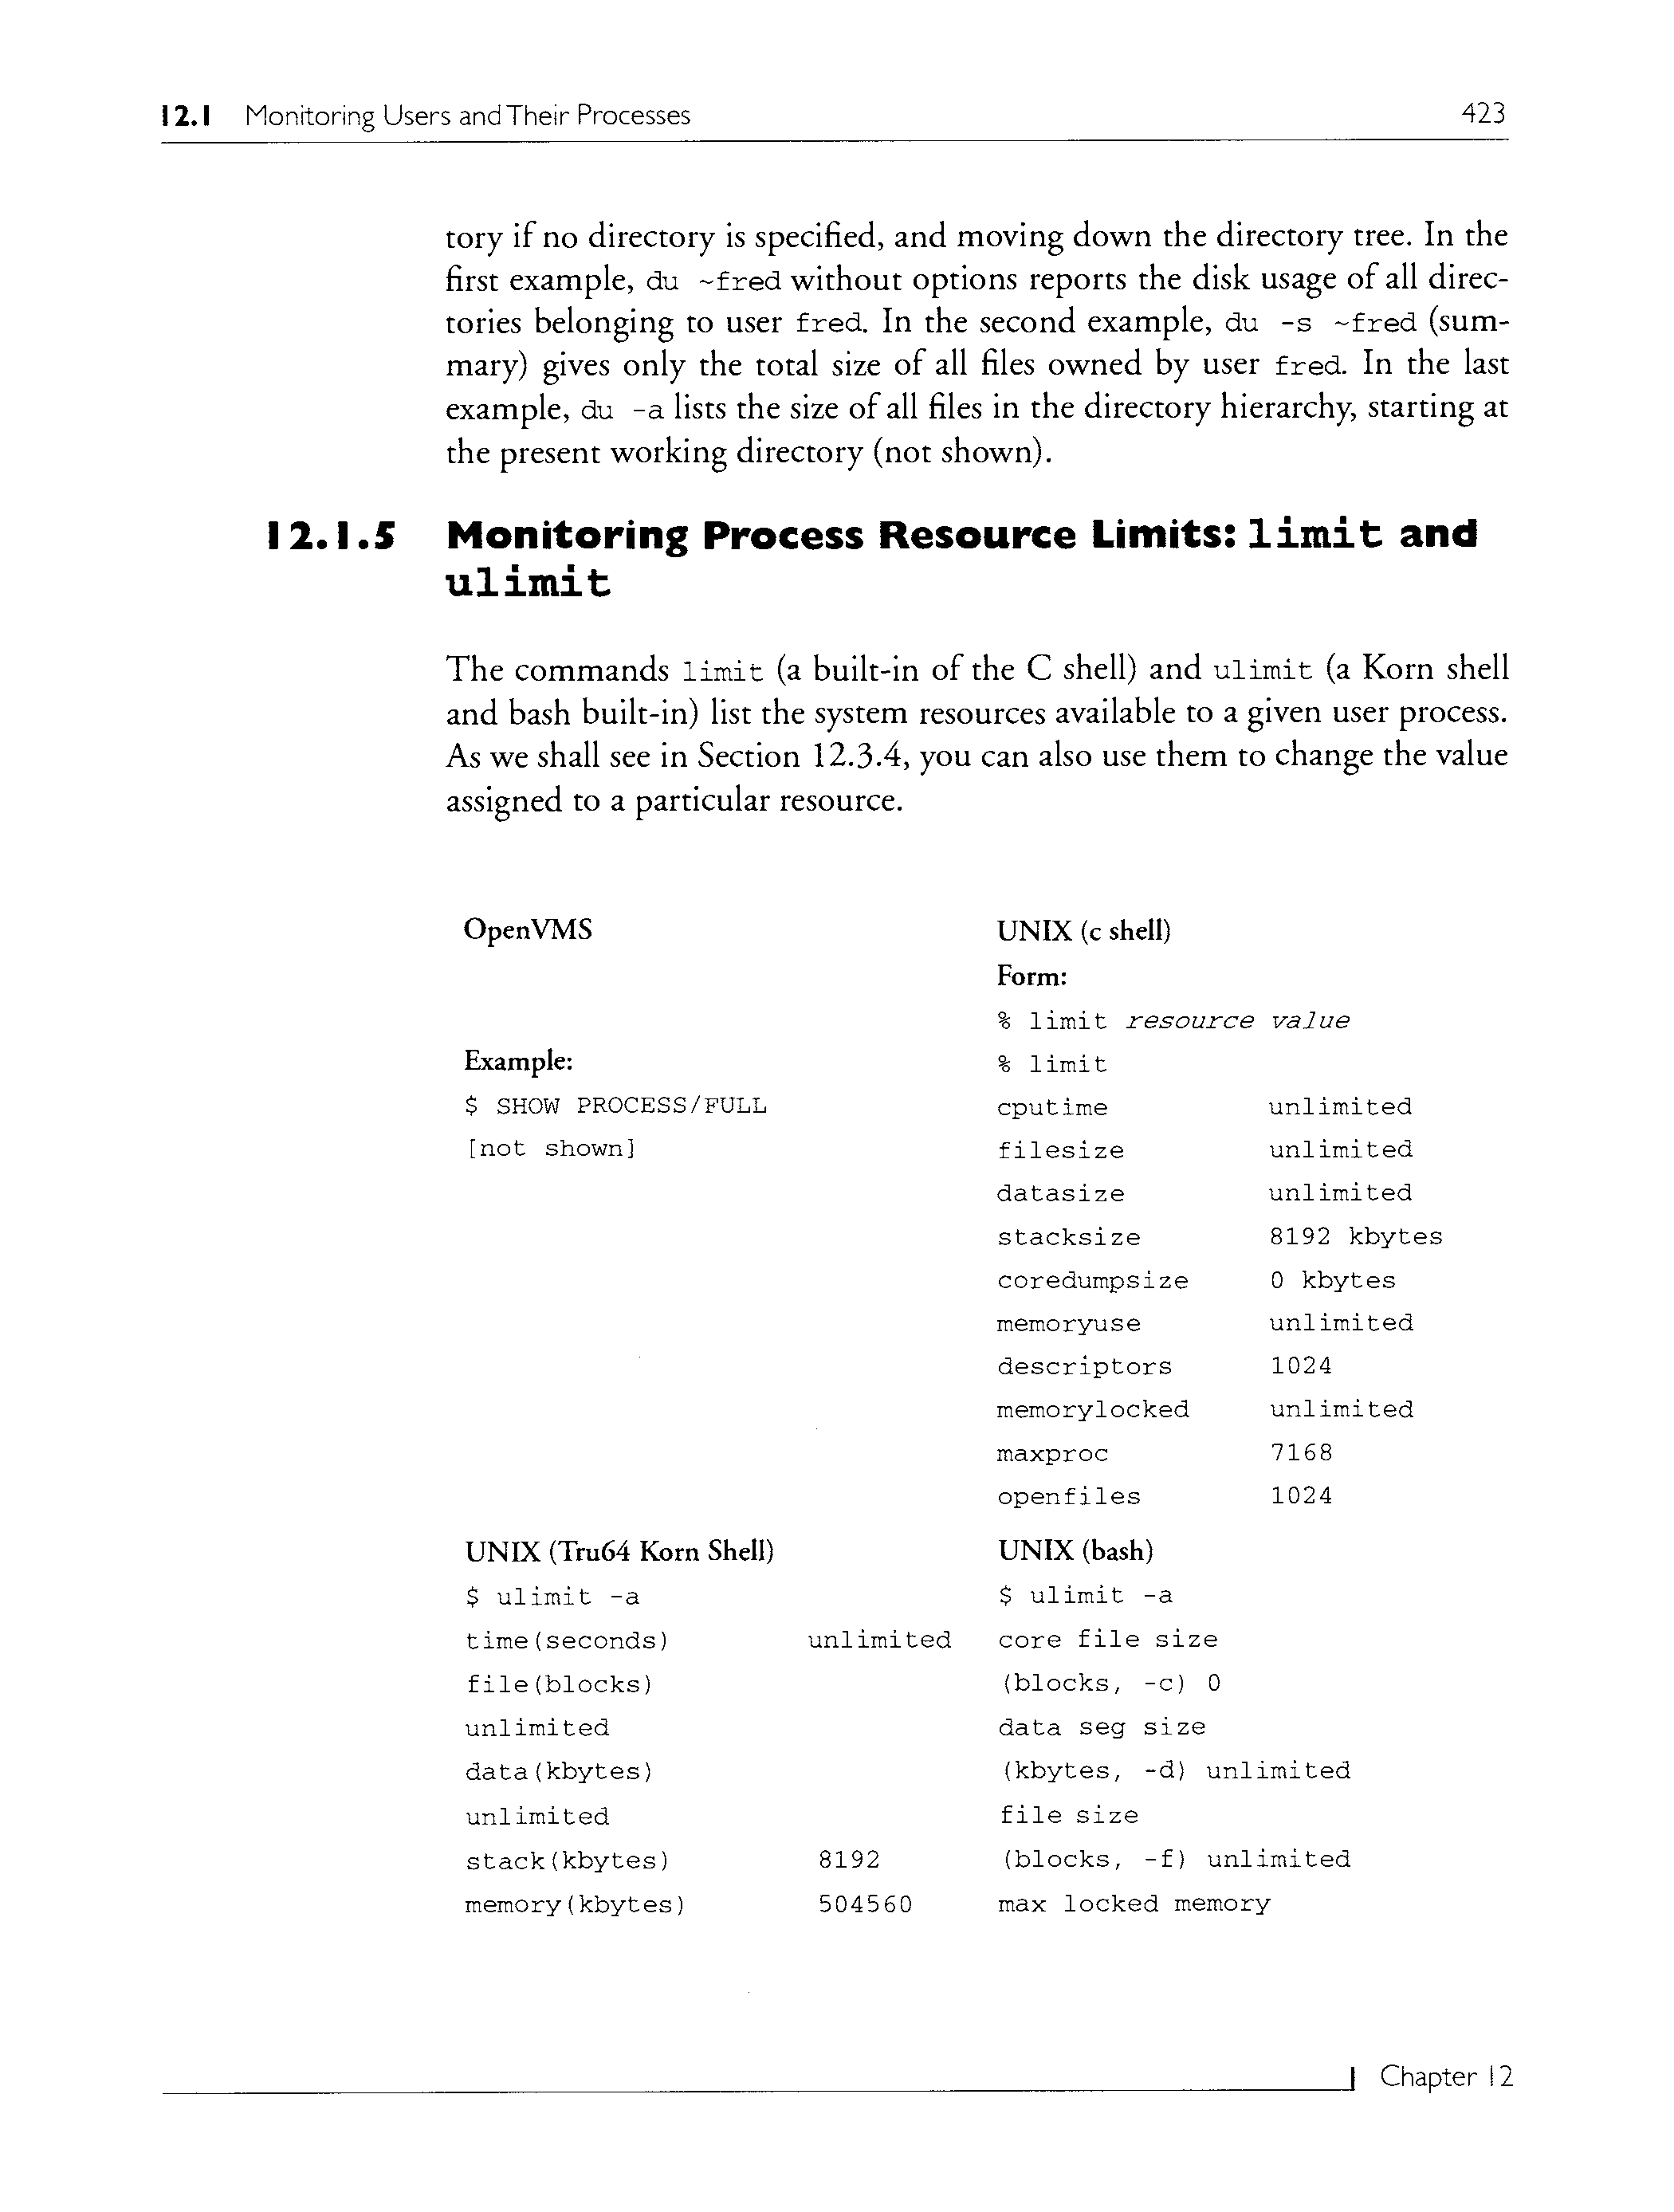 12.1 Monitoring Users and Their Processes 423
tory if no directory is specified, and moving down the directory tree. In the
first example, du ~fred without options reports the disk usage of all direc-
tories belonging to user fred. In the second example, du -s ~fred (sum-
mary) gives only the total size of all files owned by user fred. In the last
example, du -a lists the size of all files in the directory hierarchy, starting at
the present working directory (not shown).
12.1.5 Monitoring Process Resource Limits: limit and
ulimit
The commands limit (a built-in of the C shell) and ulimit (a Korn shell
and bash built-in) list the system resources available to a given user process.
As we shall see in Section 12.3.4, you can also use them to change the value
assigned to a particular resource.
OpenVMS UNIX (c shell)
Form:
% limit resource value
Example: % limit
$ SHOW PROCESS/FULL cputime unlimited
[not shown] filesize unlimited
datasize unlimited
stacksize 8192 kbytes
coredumpsize 0 kbytes
memoryuse unlimited
descriptors 1024
memorylocked unlimited
maxproc 7168
openfiles 1024
UNIX (Tru64 Korn Shell) UNIX (bash)
$ ulimit -a $ ulimit -a
time(seconds) unlimited core file size
file(blocks) (blocks, -c) 0
unlimited data seg size
data(kbytes) (kbytes, -d) unlimited
unlimited file size
stack(kbytes) 8192 (blocks, -f) unlimited
memory(kbytes) 504560 max locked memory
Chapter 12